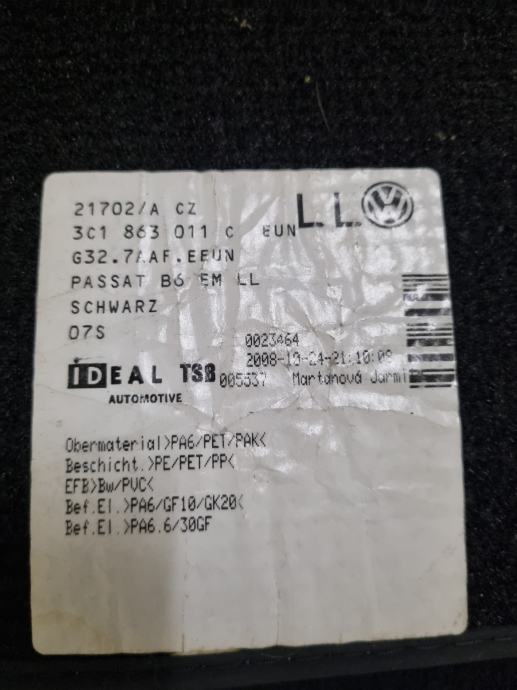 21702/A CZ L.L.
3C1 863 011 C EUN
G32.7AAF.EEUN
PASSAT B6 EM LL
SCHWARZ
07S
0023464
2008-10-24-21:10:09
IDEAL TSB 005537 Martanová Jarmi
AUTOMOTIVE
Obermaterial>PA6/PET/PAK<
Beschicht.>PE/PET/PP<
EFB>Bw/PVC<
Bef.El.>PA6/GF10/GK20<
Bef.El.>PA6.6/30GF